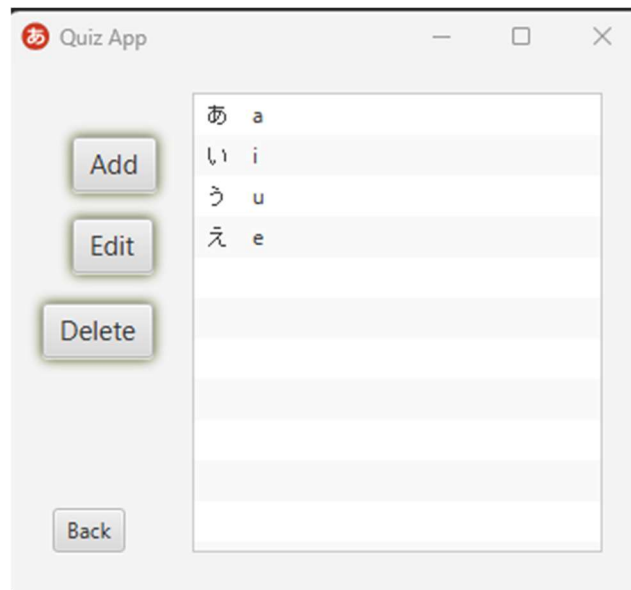 あ Quiz App
Add
Edit
Delete
Back
あ a
い i
う u
え e